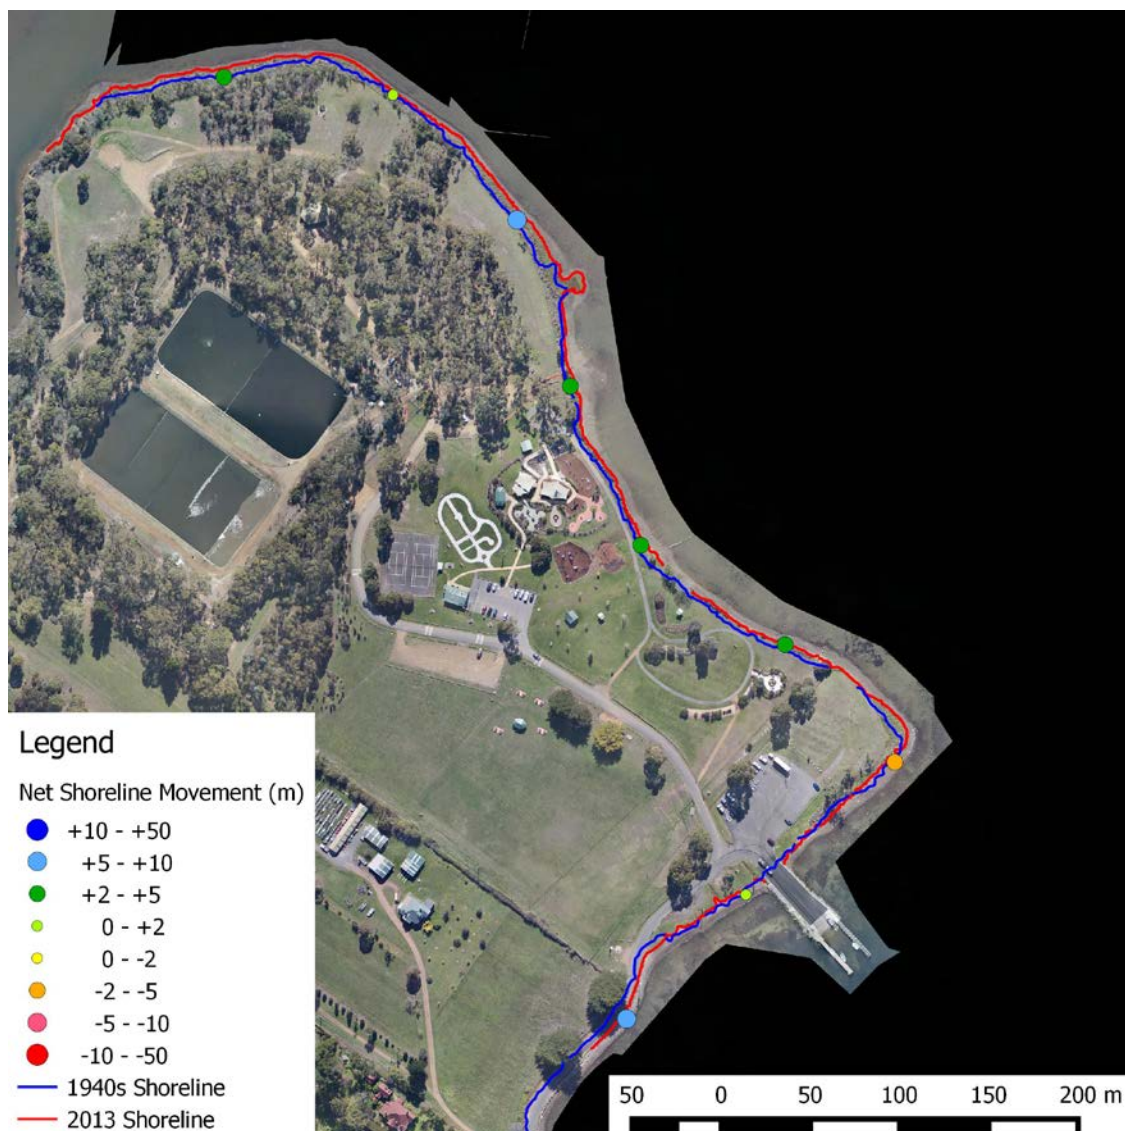 Legend
Net Shoreline Movement (m)
+10 - +50
+5 - +10
+2 - +5
0 - +2
0 - -2
-2 - -5
-5 - -10
-10 - -50
1940s Shoreline
2013 Shoreline
50 0 50 100 150 200 m